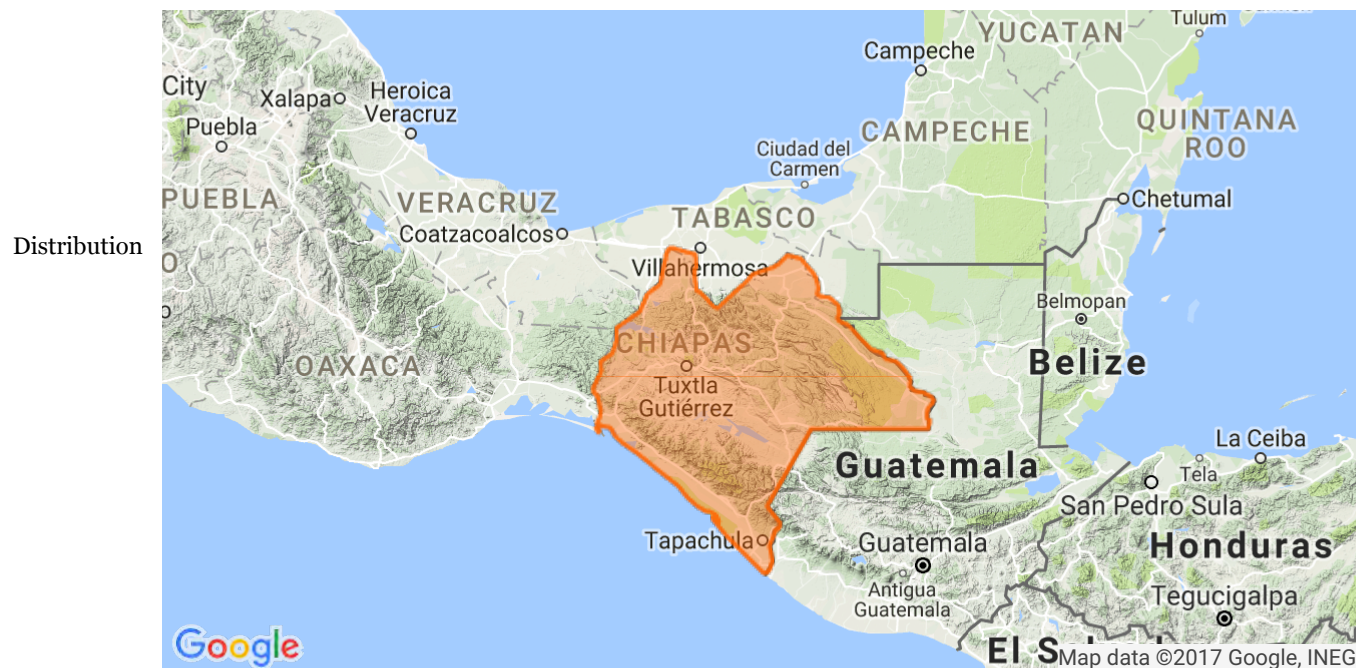 Distribution
Tulum
YUCATAN
Campeche
City
Xalapa
Heroica
Veracruz
Puebla
CAMPECHE
QUINTANA
ROO
Ciudad del
Carmen
PUEBLA
VERACRUZ
Chetumal
TABASCO
Coatzacoalcos
Villahermosa
O
Belmopan
CHIAPAS
OAXACA
Belize
Tuxtla
Gutiérrez
La Ceiba
Guatemala
Tela
San Pedro Sula
Tapachula
Guatemala
Honduras
Antigua
Guatemala
Tegucigalpa
Google
El S
Map data ©2017 Google, INEG